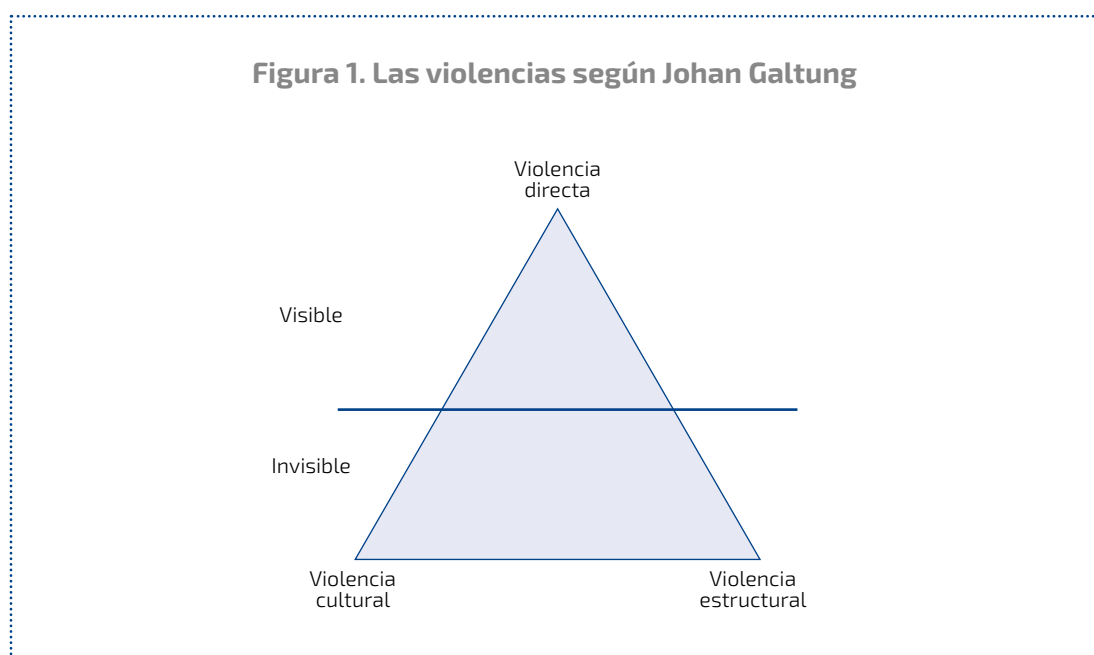 Figura 1. Las violencias según Johan Galtung
Violencia
directa
Visible
Invisible
Violencia
cultural
Violencia
estructural